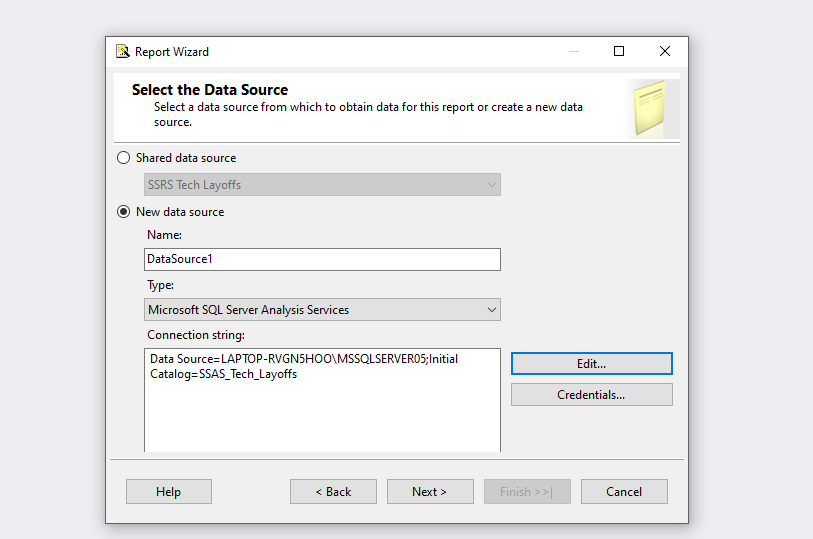 Report Wizard
Select the Data Source
Select a data source from which to obtain data for this report or create a new data
source.
Shared data source
SSRS Tech Layoffs
New data source
Name:
DataSource1
Type:
Microsoft SQL Server Analysis Services
Connection string:
Data Source=LAPTOP-RVGN5HOO\MSSQLSERVER05;Initial
Catalog=SSAS_Tech_Layoffs
Edit...
Credentials...
Help
< Back
Next >
Finish >>|
Cancel